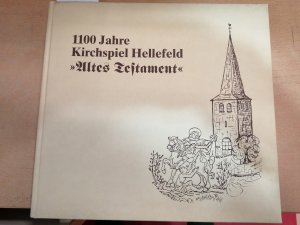 1100 Jahre
Kirchspiel Hellefeld
»Altes Testament«